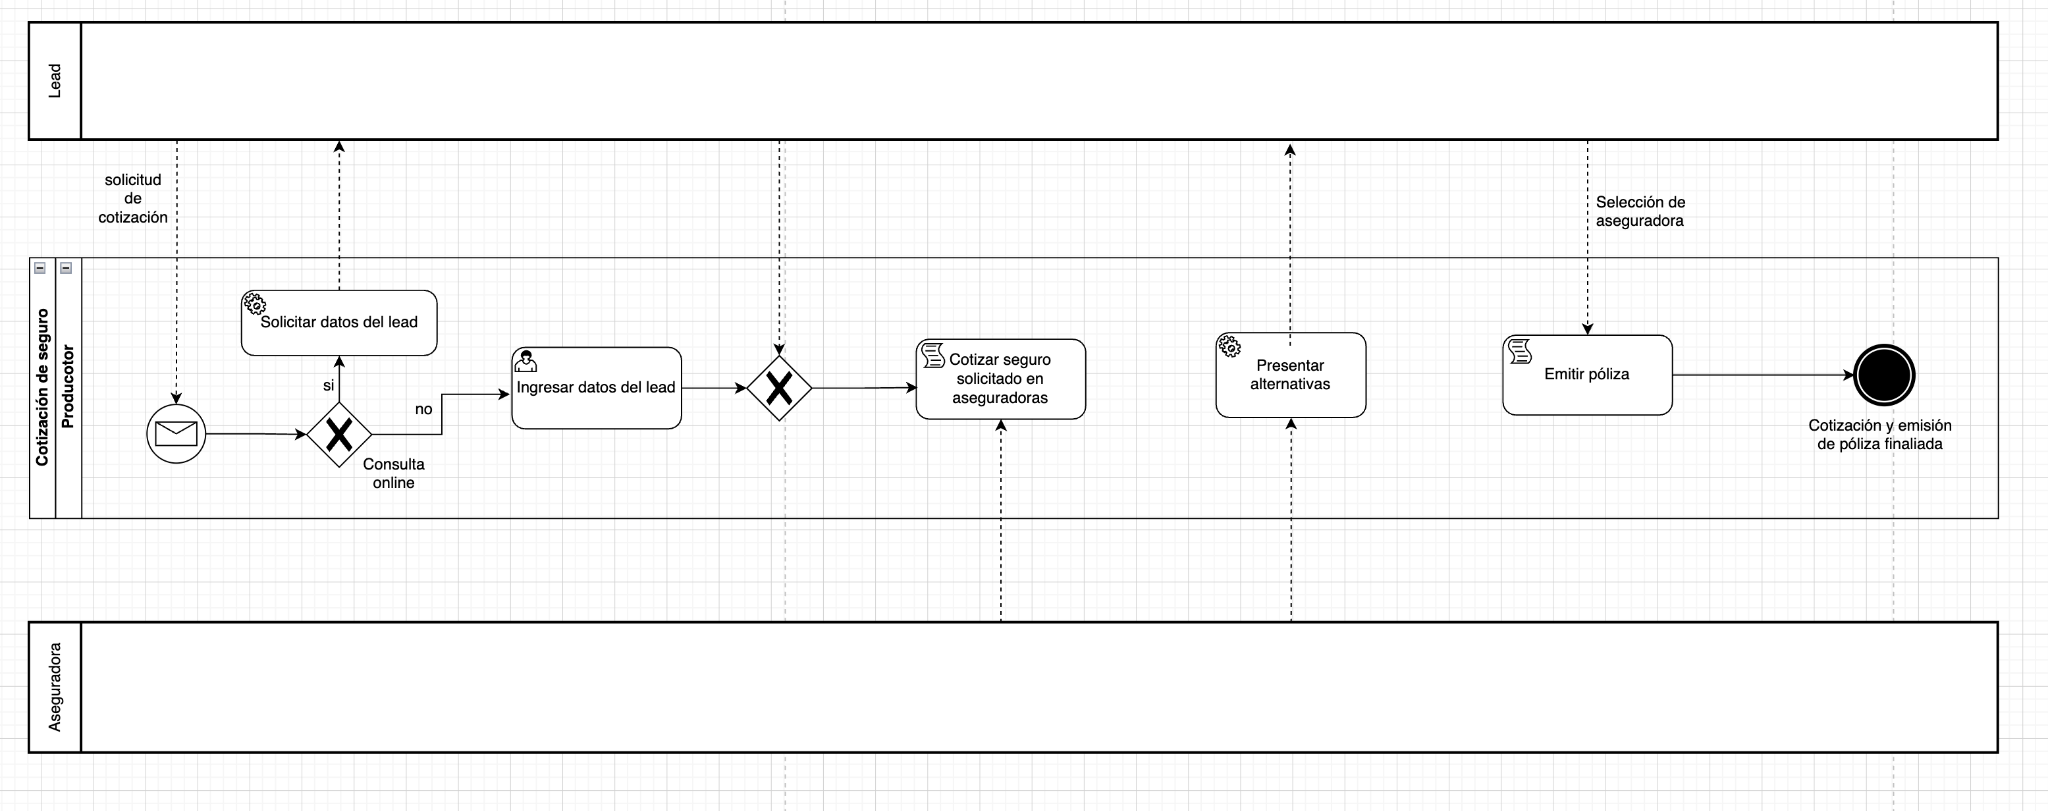 Lead
solicitud
de
cotización
Selección de
aseguradora
Cotización de seguro
Producotor
Solicitar datos del lead
si
no
Consulta
online
Ingresar datos del lead
Cotizar seguro
solicitado en
aseguradoras
Presentar
alternativas
Emitir póliza
Cotización y emisión
de póliza finaliada
Aseguradora